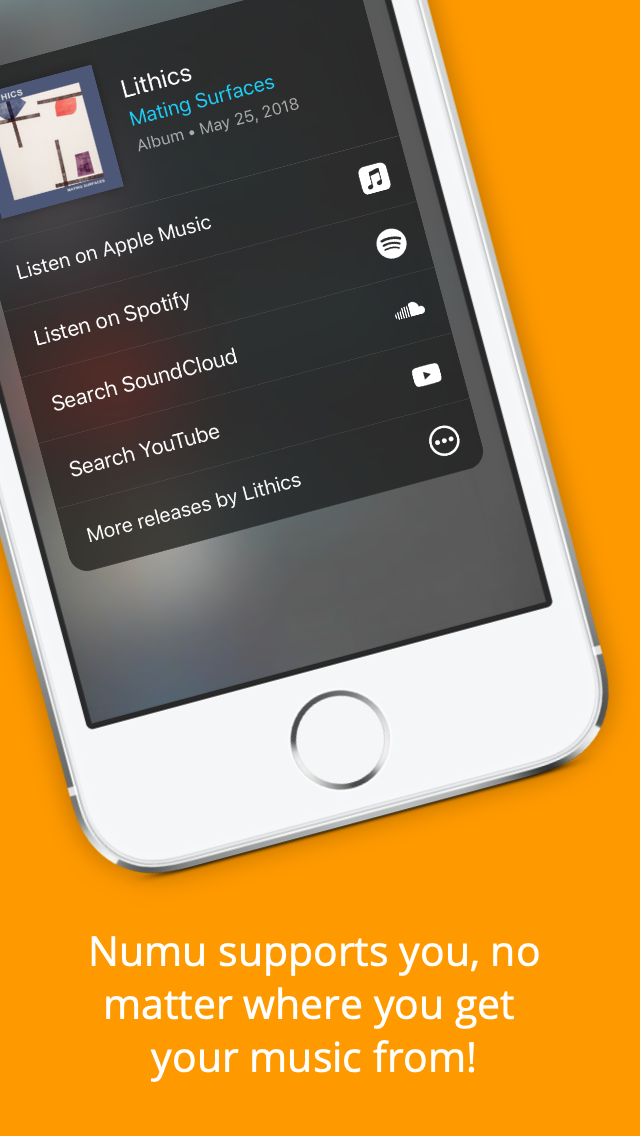 HICS
Lithics
Mating Surfaces
Album • May 25, 2018
MATING SURFACES
Listen on Apple Music
Listen on Spotify
Search SoundCloud
Search YouTube
More releases by Lithics
Numu supports you, no
matter where you get
your music from!